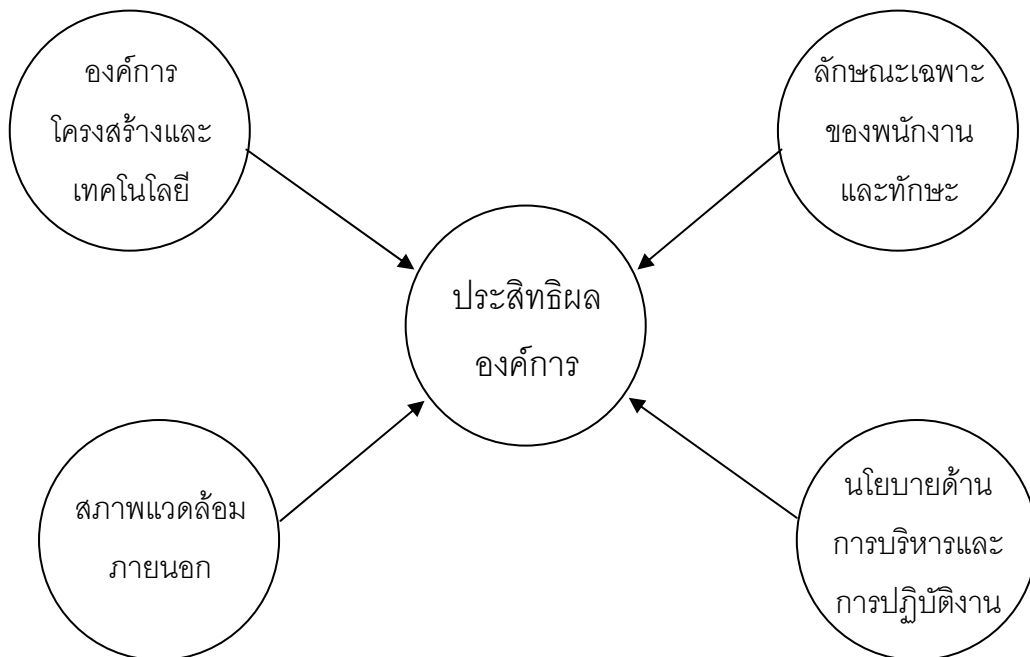 องค์การ
โครงสร้างและ
เทคโนโลยี
ลักษณะเฉพาะ
ของพนักงาน
และทักษะ
ประสิทธิผล
องค์การ
สภาพแวดล้อม
ภายนอก
นโยบายด้าน
การบริหารและ
การปฏิบัติงาน